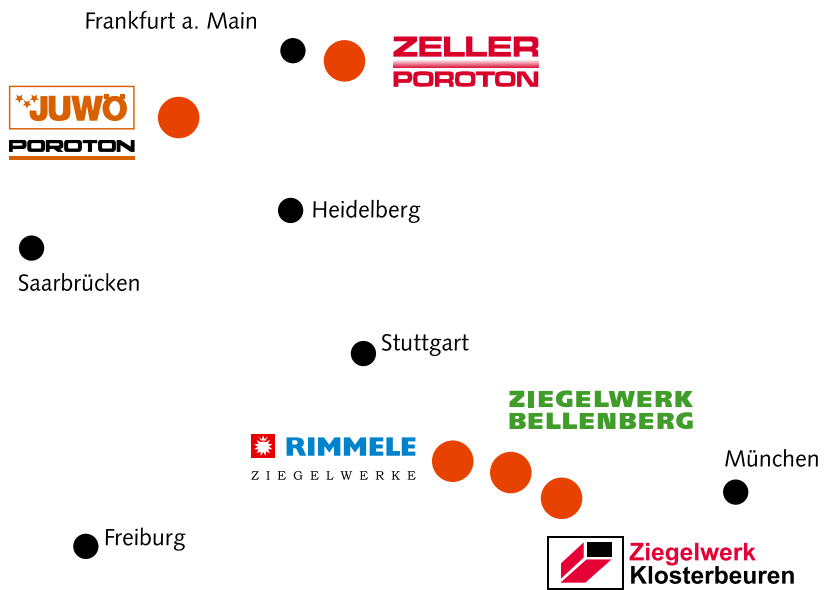 Frankfurt a. Main
ZELLER
POROTON
JUWÖ
POROTON
Heidelberg
Saarbrücken
Stuttgart
ZIEGELWERK
BELLENBERG
RIMMELE
ZIEGELWERKE
München
Freiburg
Ziegelwerk
Klosterbeuren